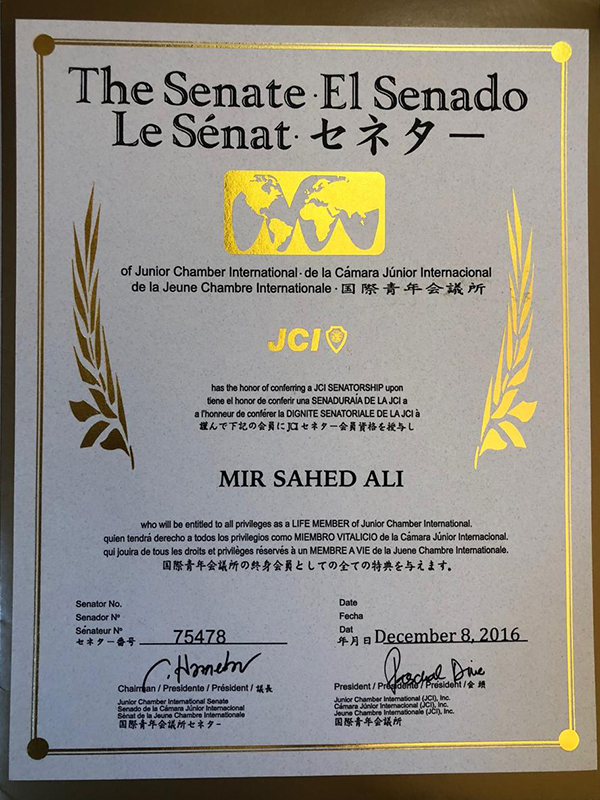 The Senate · El Senado
Le Sénat · セネター
of Junior Chamber International · de la Cámara Júnior Internacional
de la Jeune Chambre Internationale · 国際青年会議所
JCI
has the honor of conferring a JCI SENATORSHIP upon
tiene el honor de conferir una SENADURAÍA DE LA JCI a
a l'honneur de conférer la DIGNITE SENATORIALE DE LA JCI à
謹んで下記の会員にJCIセネター会員資格を授与し
MIR SAHED ALI
who will be entitled to all privileges as a LIFE MEMBER of Junior Chamber International.
quien tendrá derecho a todos los privilegios como MIEMBRO VITALICIO de la Cámara Júnior Internacional.
qui jouira de tous les droits et privilèges réservés à un MEMBRE A VIE de la Juene Chambre Internationale.
国際青年会議所の終身会員としての全ての特典を与えます。
Senator No.
Senador Nº
Sénateur Nº
セネター番号 75478
Date
Fecha
Dat
年月日 December 8, 2016
Chairman / Presidente / Président / 議長
Junior Chamber International Senate
Senado de la Cámara Júnior Internacional
Sénat de la Jeune Chambre Internationale
国際青年会議所セネター
President / Presidente / Président / 会頭
Junior Chamber International (JCI), Inc.
Cámara Júnior Internacional (JCI), Inc.
Jeune Chambre Internationale (JCI), Inc.
国際青年会議所